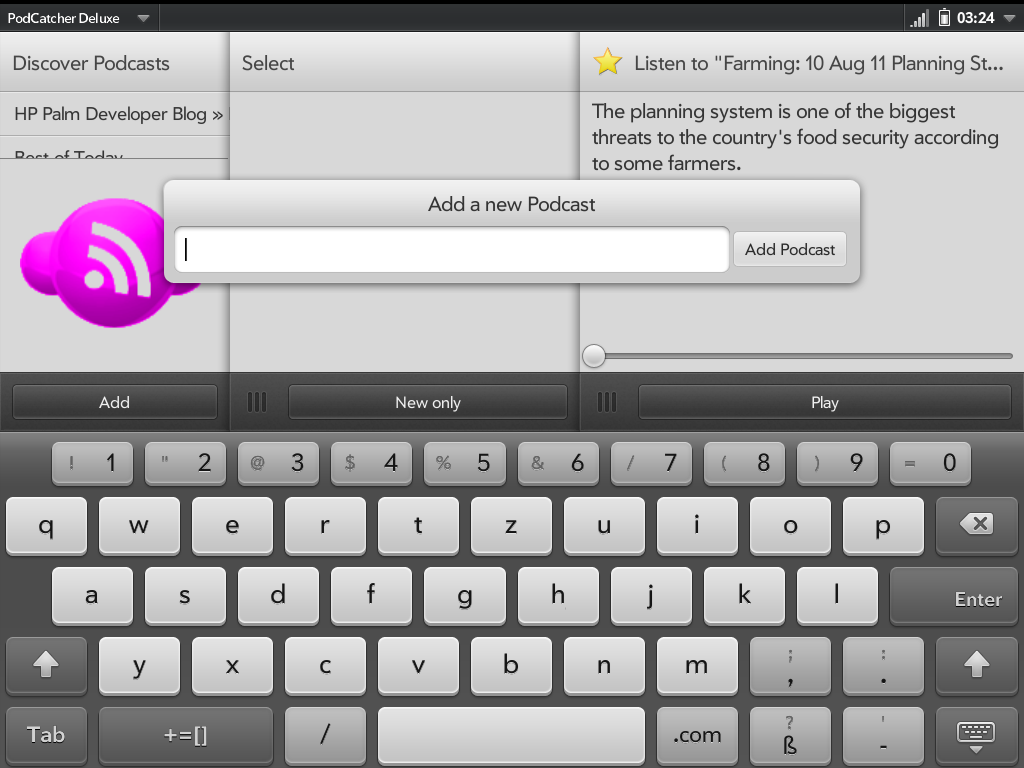 PodCatcher Deluxe
03:24
Discover Podcasts
Select
Listen to "Farming: 10 Aug 11 Planning St...
HP Palm Developer Blog »
Best of Today
The planning system is one of the biggest
threats to the country's food security according
to some farmers.
Add a new Podcast
Add Podcast
Add
New only
Play
! 1 " 2 @ 3 $ 4 % 5 & 6 / 7 ( 8 ) 9 = 0
q w e r t z u i o p
a s d f g h j k l Enter
y x c v b n m ; , : .
Tab +=[] / .com ? ß ' -